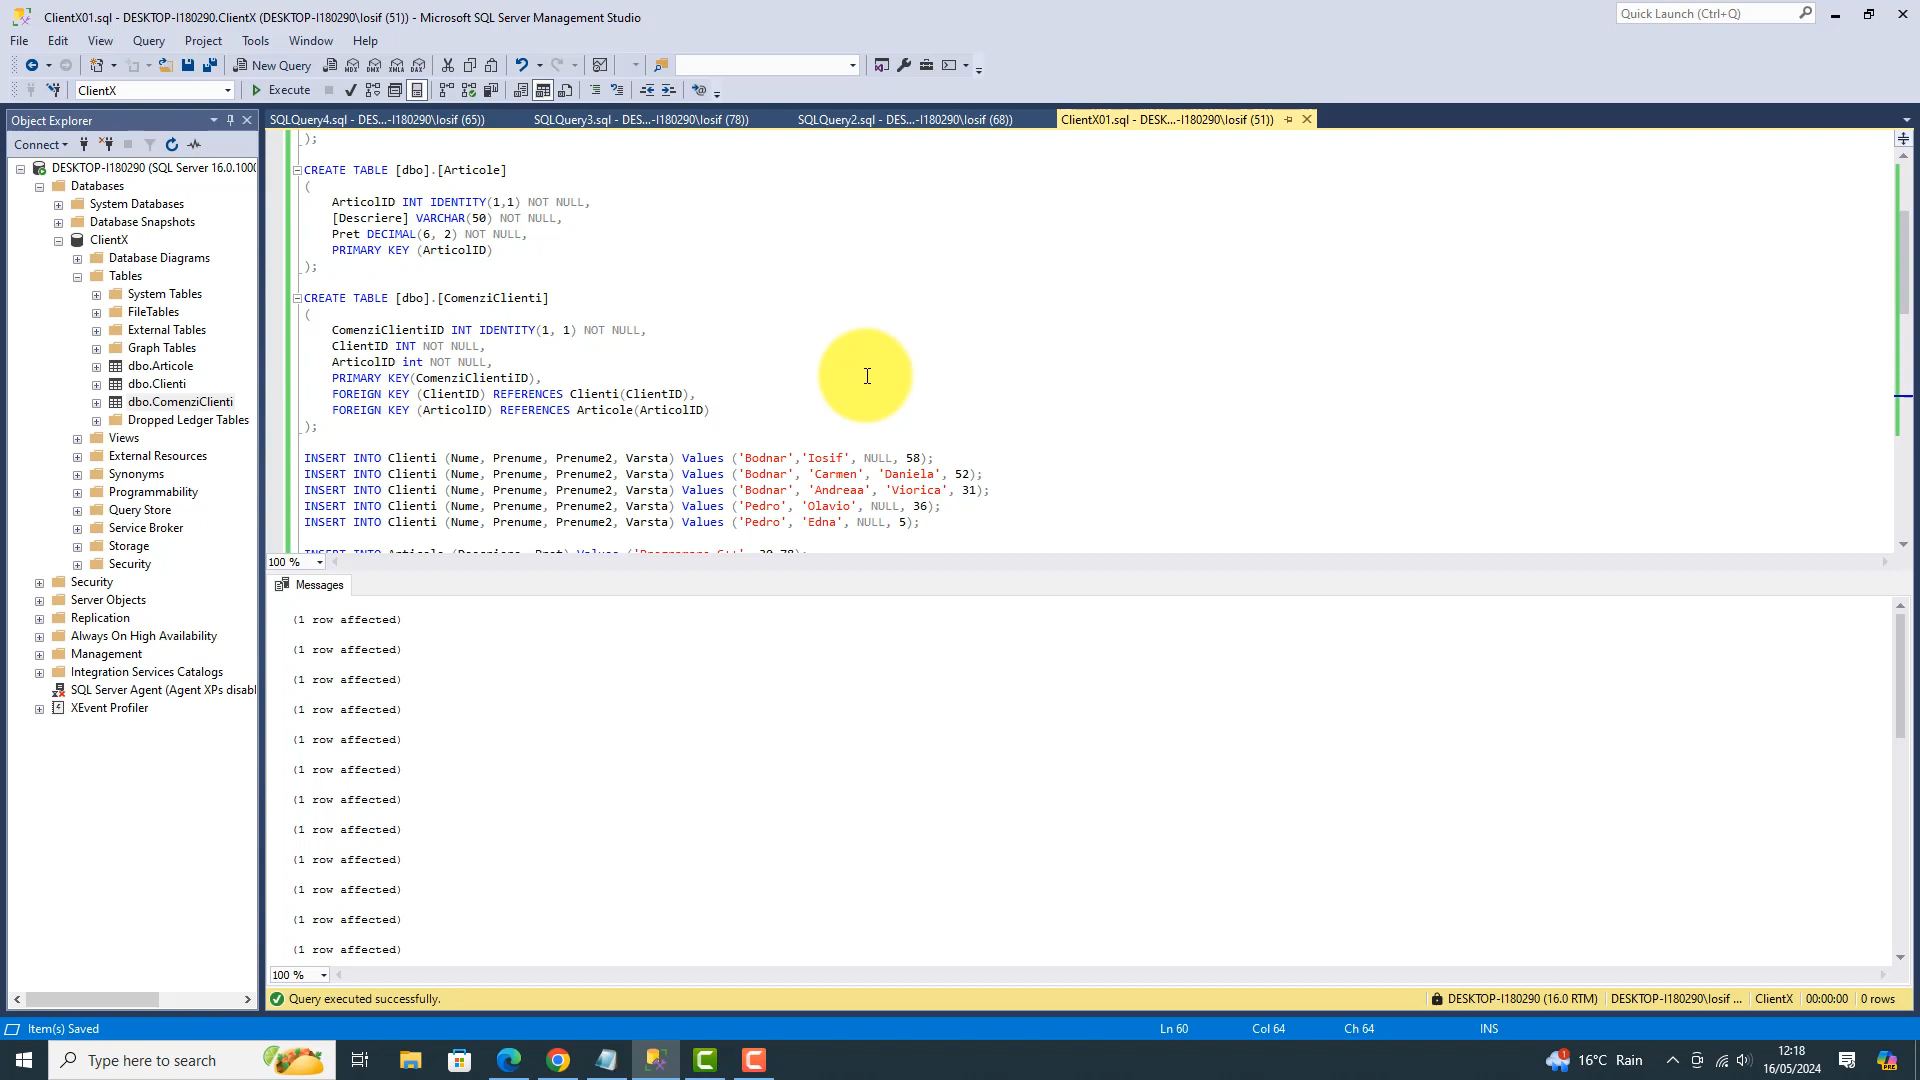 ClientX01.sql - DESKTOP-I180290.ClientX (DESKTOP-I180290\Iosif (51)) - Microsoft SQL Server Management Studio
Quick Launch (Ctrl+Q)
File Edit View Query Project Tools Window Help
New Query
MDX DMX XMLA DAX
ClientX
Execute
Object Explorer
SQLQuery4.sql - DES...-I180290\Iosif (65))
SQLQuery3.sql - DES...-I180290\Iosif (78))
SQLQuery2.sql - DES...-I180290\Iosif (68))
ClientX01.sql - DESK...-I180290\Iosif (51))
Connect
DESKTOP-I180290 (SQL Server 16.0.1000
Databases
System Databases
Database Snapshots
ClientX
Database Diagrams
Tables
System Tables
FileTables
External Tables
Graph Tables
dbo.Articole
dbo.Clienti
dbo.ComenziClienti
Dropped Ledger Tables
Views
External Resources
Synonyms
Programmability
Query Store
Service Broker
Storage
Security
Security
Server Objects
Replication
Always On High Availability
Management
Integration Services Catalogs
SQL Server Agent (Agent XPs disabl
XEvent Profiler
);
CREATE TABLE [dbo].[Articole]
(
ArticolID INT IDENTITY(1,1) NOT NULL,
[Descriere] VARCHAR(50) NOT NULL,
Pret DECIMAL(6, 2) NOT NULL,
PRIMARY KEY (ArticolID)
);
CREATE TABLE [dbo].[ComenziClienti]
(
ComenziClientiID INT IDENTITY(1, 1) NOT NULL,
ClientID INT NOT NULL,
ArticolID int NOT NULL,
PRIMARY KEY(ComenziClientiID),
FOREIGN KEY (ClientID) REFERENCES Clienti(ClientID),
FOREIGN KEY (ArticolID) REFERENCES Articole(ArticolID)
);
INSERT INTO Clienti (Nume, Prenume, Prenume2, Varsta) Values ('Bodnar','Iosif', NULL, 58);
INSERT INTO Clienti (Nume, Prenume, Prenume2, Varsta) Values ('Bodnar', 'Carmen', 'Daniela', 52);
INSERT INTO Clienti (Nume, Prenume, Prenume2, Varsta) Values ('Bodnar', 'Andreaa', 'Viorica', 31);
INSERT INTO Clienti (Nume, Prenume, Prenume2, Varsta) Values ('Pedro', 'Olavio', NULL, 36);
INSERT INTO Clienti (Nume, Prenume, Prenume2, Varsta) Values ('Pedro', 'Edna', NULL, 5);
INSERT INTO Articole (Descriere, Pret) Values ('Programare C++',
100 %
Messages
(1 row affected)
(1 row affected)
(1 row affected)
(1 row affected)
(1 row affected)
(1 row affected)
(1 row affected)
(1 row affected)
(1 row affected)
(1 row affected)
(1 row affected)
(1 row affected)
100 %
Query executed successfully.
DESKTOP-I180290 (16.0 RTM) DESKTOP-I180290\Iosif ... ClientX 00:00:00 0 rows
Item(s) Saved
Ln 60 Col 64 Ch 64 INS
Type here to search
1
16°C Rain
12:18
16/05/2024
PRE